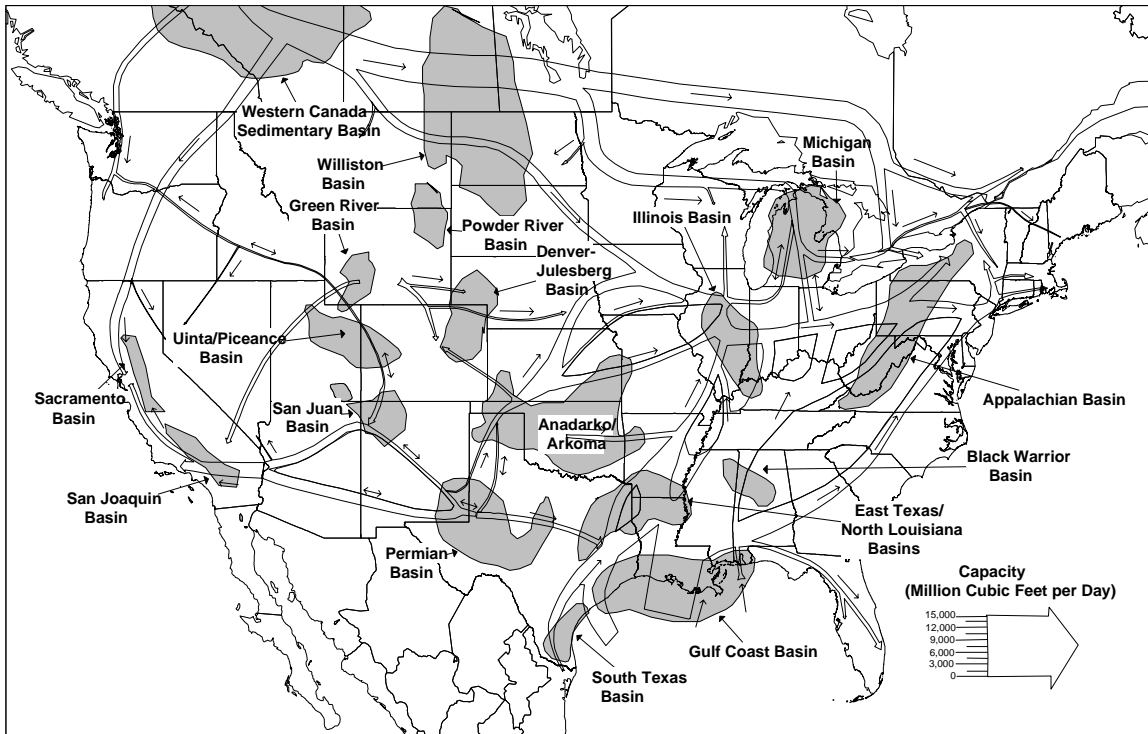 Western Canada
Sedimentary Basin
Williston
Basin
Green River
Basin
Powder River
Basin
Denver-
Julesberg
Basin
Michigan
Basin
Illinois Basin
Uinta/Piceance
Basin
Sacramento
Basin
San Juan
Basin
Anadarko/
Arkoma
Appalachian Basin
Black Warrior
Basin
San Joaquin
Basin
East Texas/
North Louisiana
Basins
Permian
Basin
Gulf Coast Basin
South Texas
Basin
Capacity
(Million Cubic Feet per Day)
15,000
12,000
9,000
6,000
3,000
0